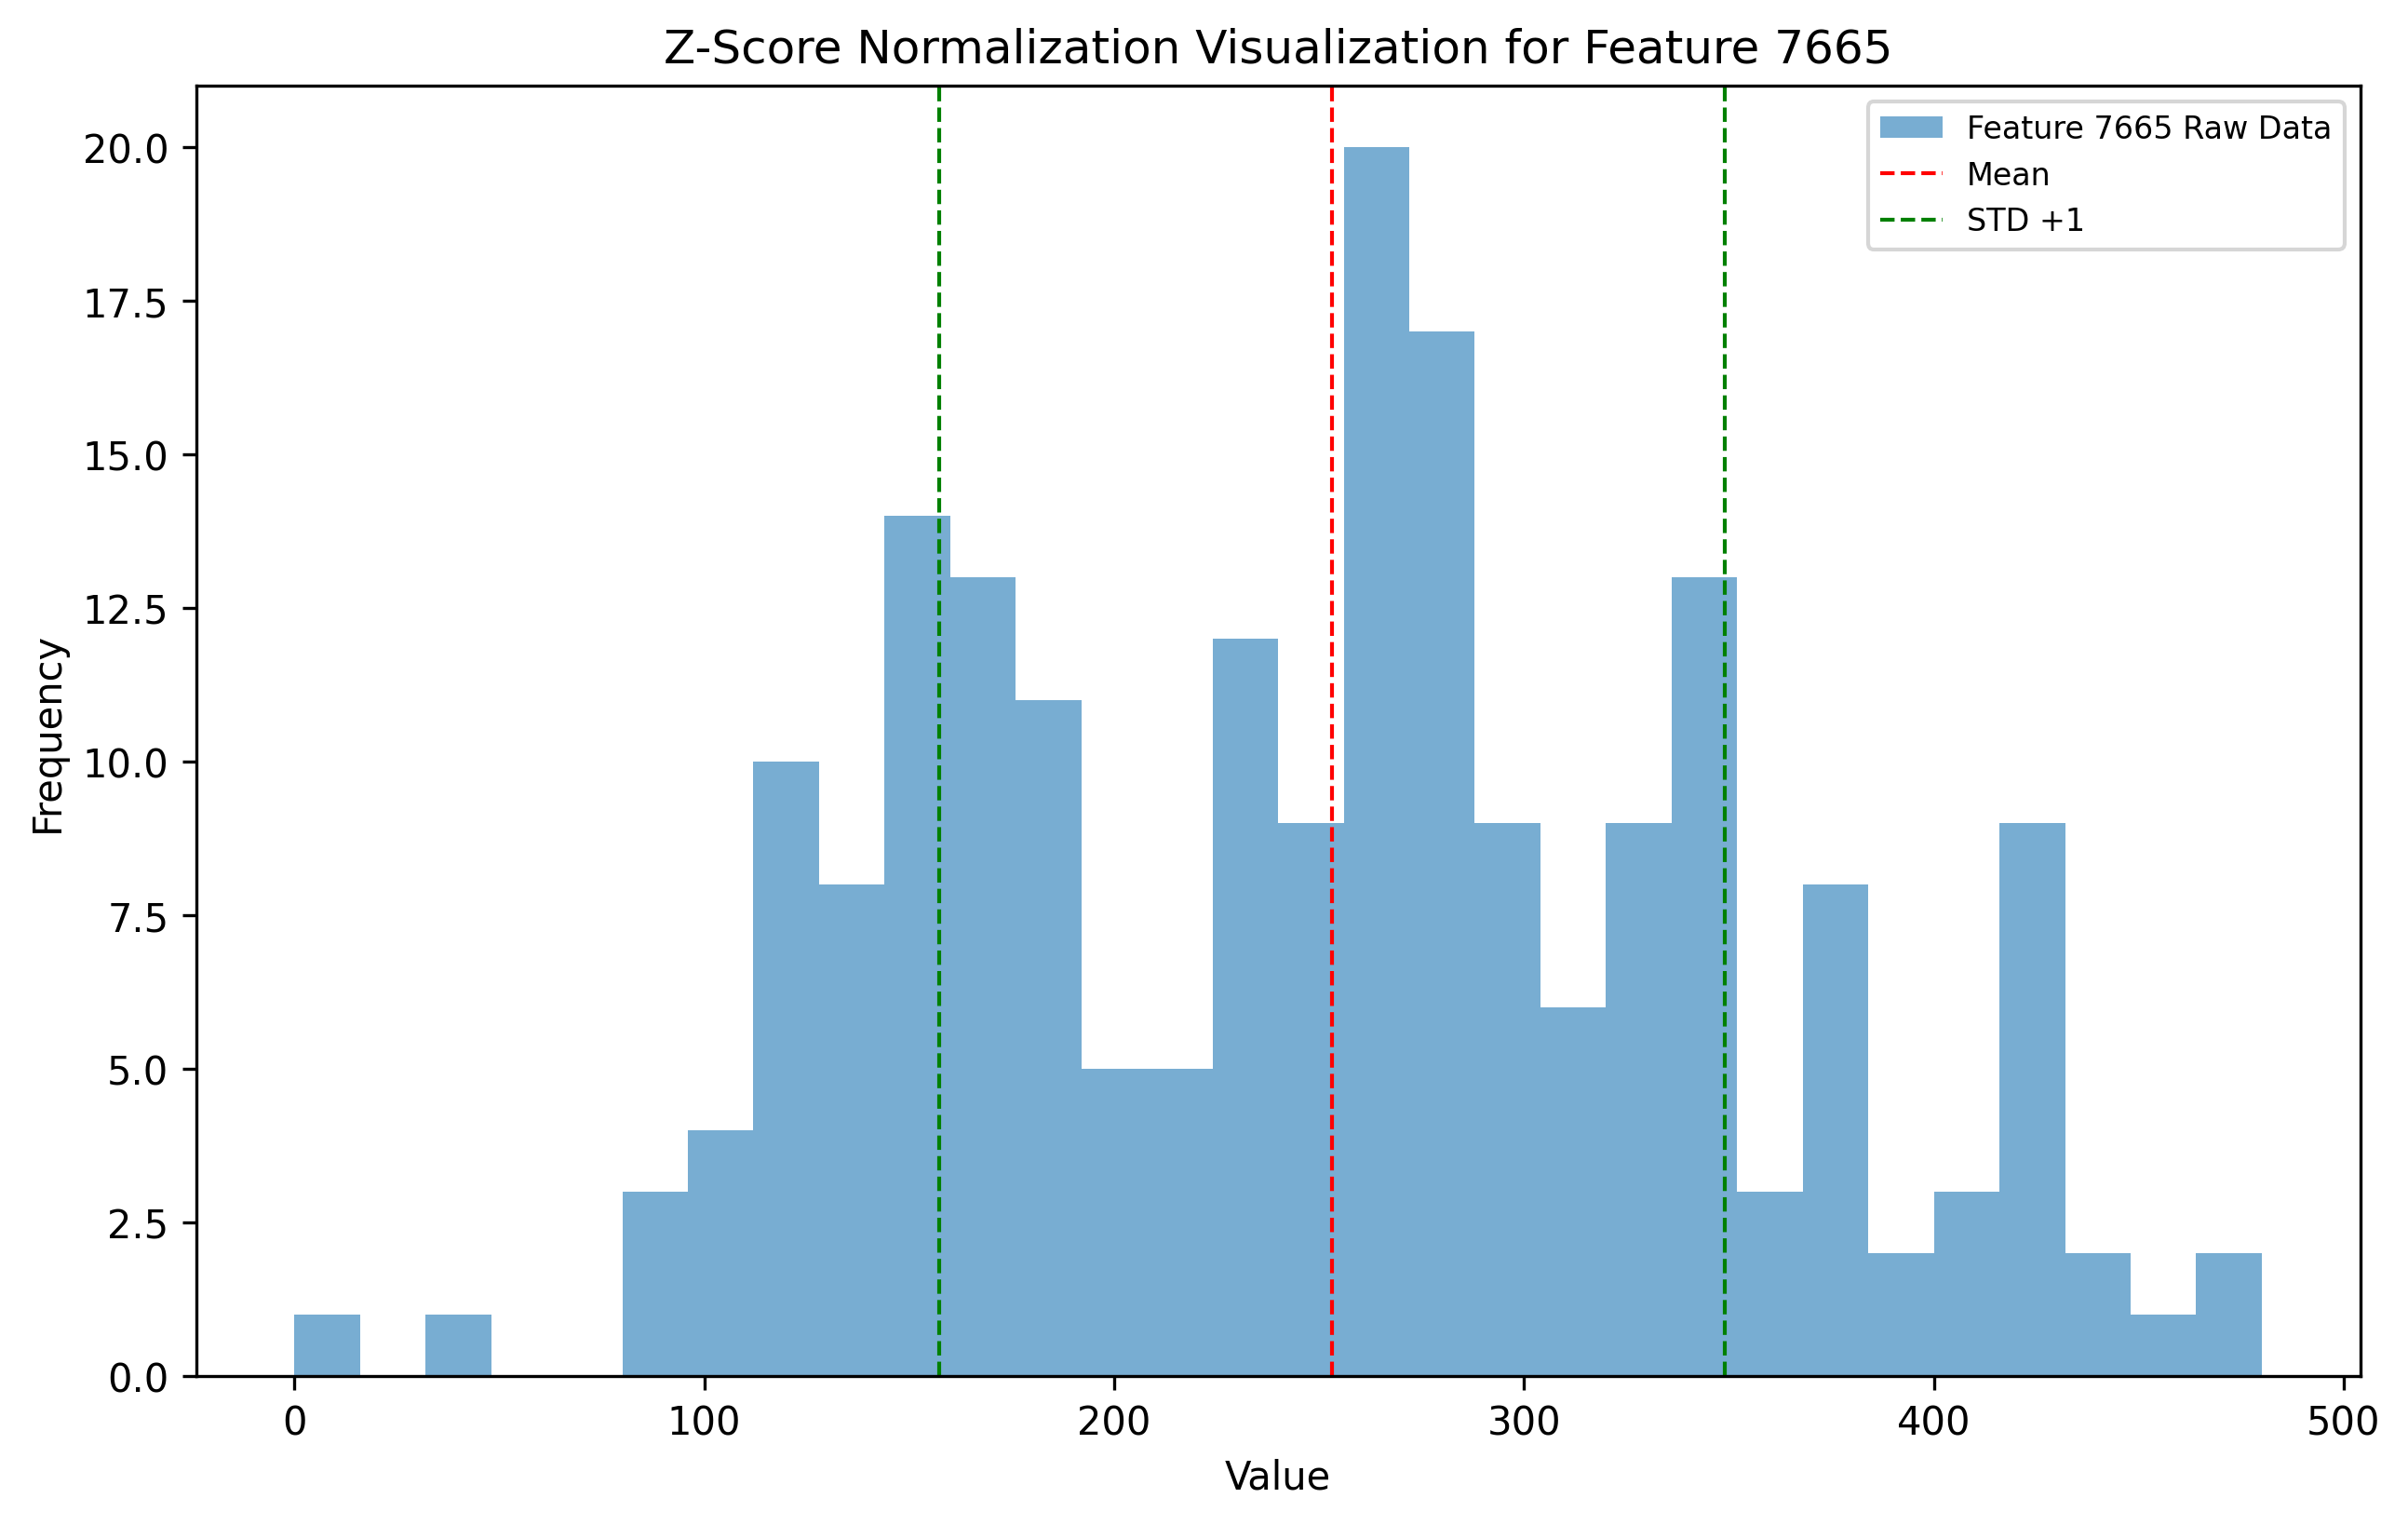 Z-Score Normalization Visualization for Feature 7665
Feature 7665 Raw Data
Mean
STD +1
20.0
17.5
15.0
12.5
10.0
7.5
5.0
2.5
0.0
Frequency
0 100 200 300 400 500
Value